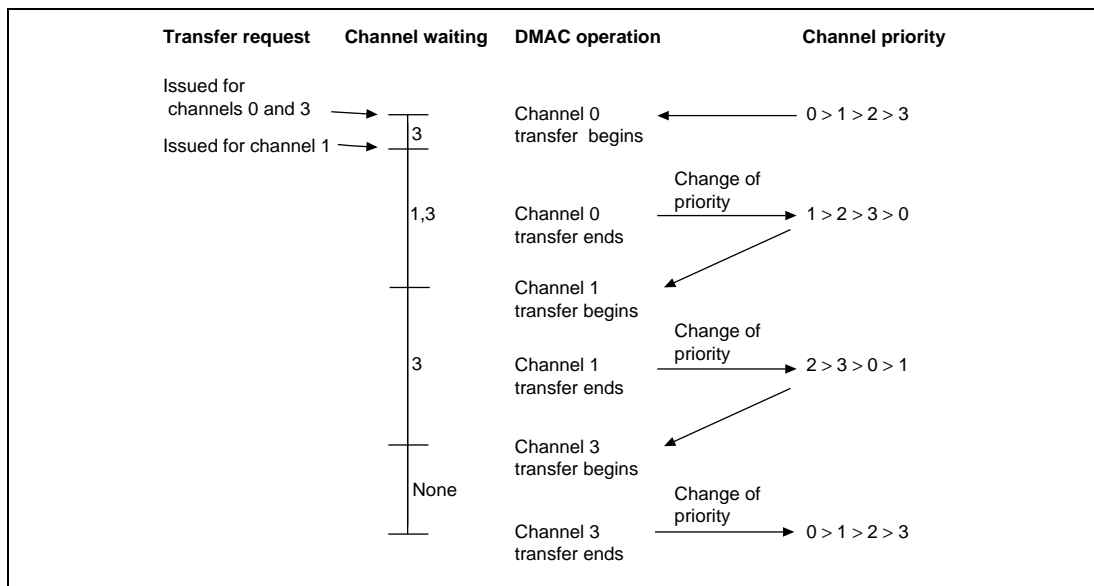 Transfer request Channel waiting DMAC operation Channel priority
Issued for
channels 0 and 3
3
Issued for channel 1
Channel 0
transfer begins
0 > 1 > 2 > 3
1,3
Channel 0
transfer ends
Change of
priority
1 > 2 > 3 > 0
Channel 1
transfer begins
3
Channel 1
transfer ends
Change of
priority
2 > 3 > 0 > 1
Channel 3
transfer begins
None
Channel 3
transfer ends
Change of
priority
0 > 1 > 2 > 3